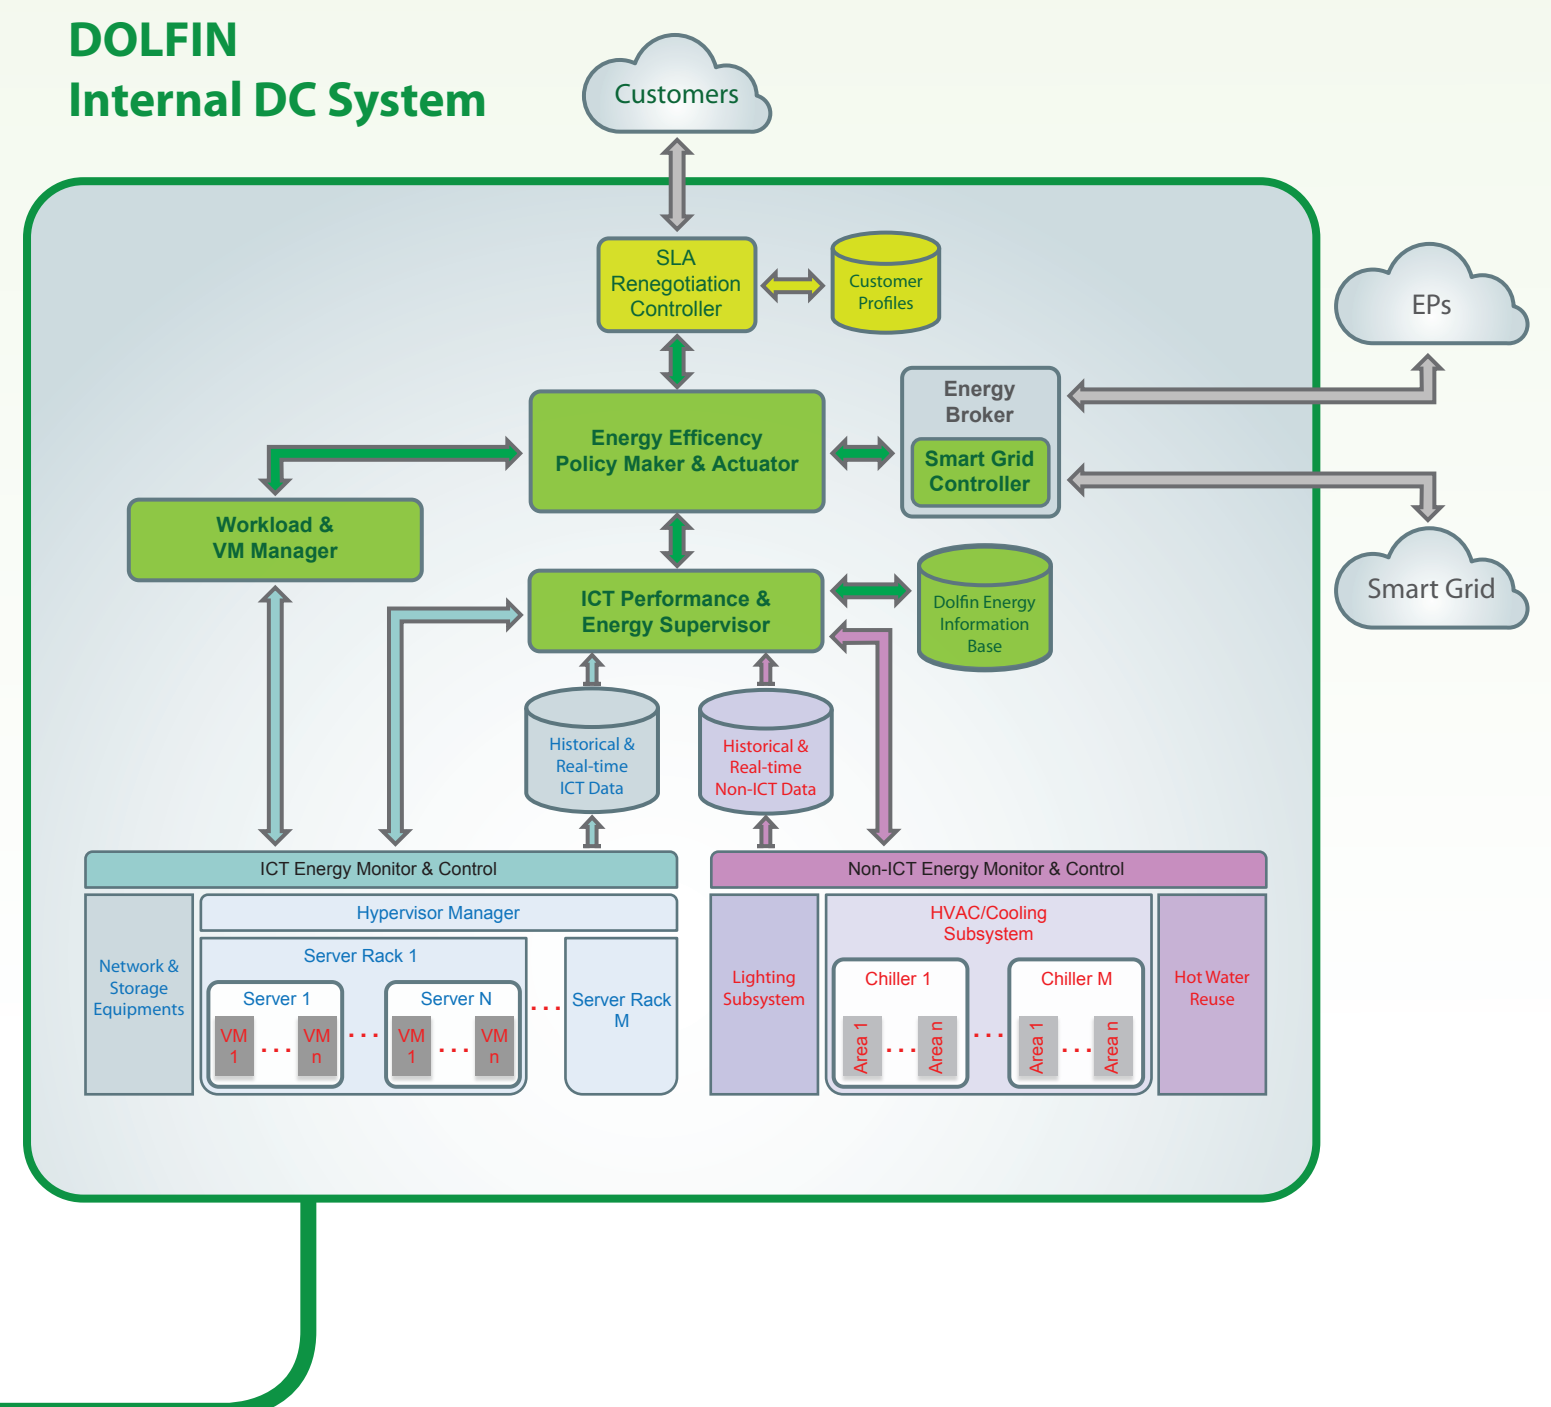 DOLFIN
Internal DC System
Customers
SLA
Renegotiation
Controller
Customer
Profiles
EPs
Energy
Broker
Smart Grid
Controller
Energy Efficency
Policy Maker & Actuator
Workload &
VM Manager
Smart Grid
ICT Performance &
Energy Supervisor
Dolfin Energy
Information
Base
Historical &
Real-time
ICT Data
Historical &
Real-time
Non-ICT Data
ICT Energy Monitor & Control
Network &
Storage
Equipments
Hypervisor Manager
Server Rack 1
Server 1
VM
1
...
VM
n
...
Server N
VM
1
...
VM
n
...
Server Rack
M
Non-ICT Energy Monitor & Control
Lighting
Subsystem
HVAC/Cooling
Subsystem
Chiller 1
Area 1
...
Area n
...
Chiller M
Area 1
...
Area n
Hot Water
Reuse